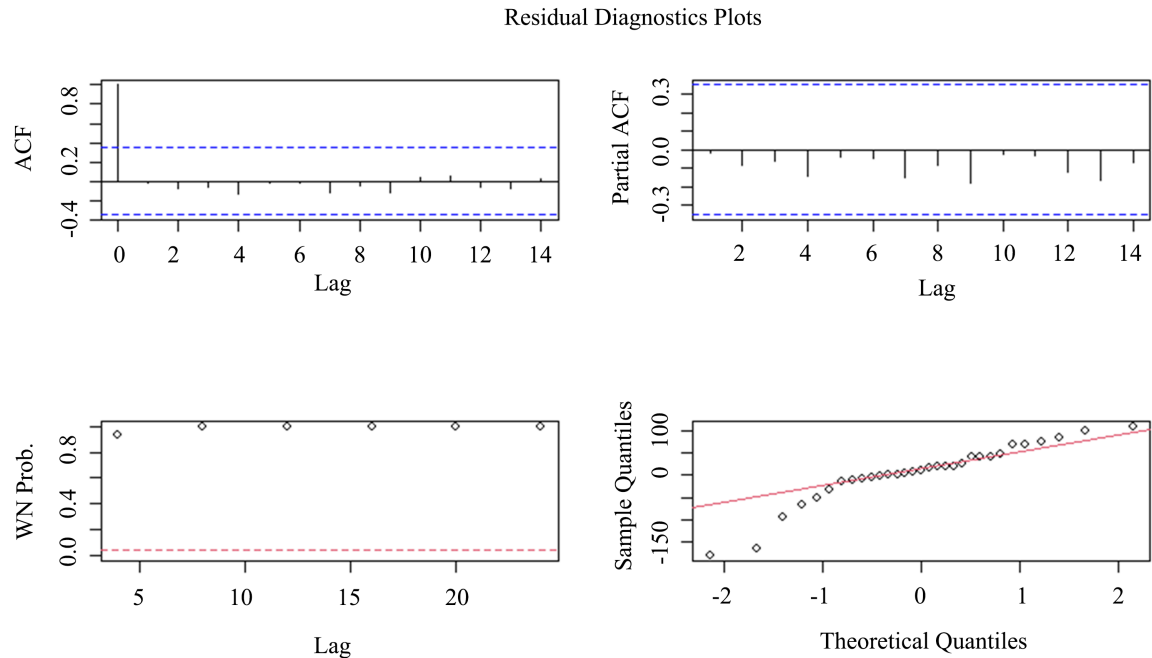 Residual Diagnostics Plots
ACF
0.8
0.2
-0.4
0 2 4 6 8 10 12 14
Lag
Partial ACF
0.3
0.0
-0.3
2 4 6 8 10 12 14
Lag
WN Prob.
0.8
0.4
0.0
5 10 15 20
Lag
Sample Quantiles
100
0
-150
-2 -1 0 1 2
Theoretical Quantiles